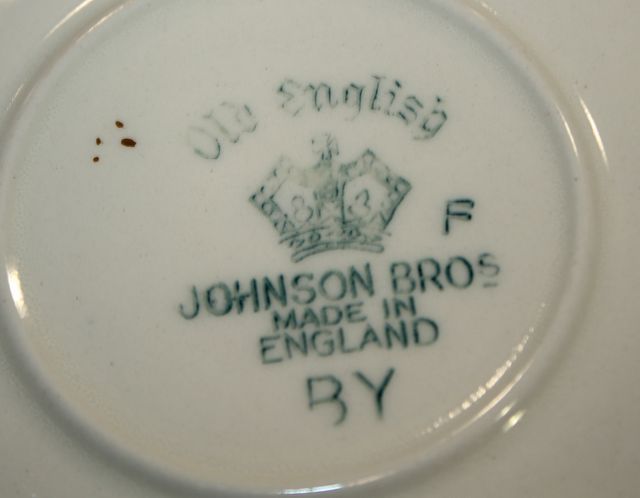 Old English
F
JOHNSON BROS
MADE IN
ENGLAND
BY